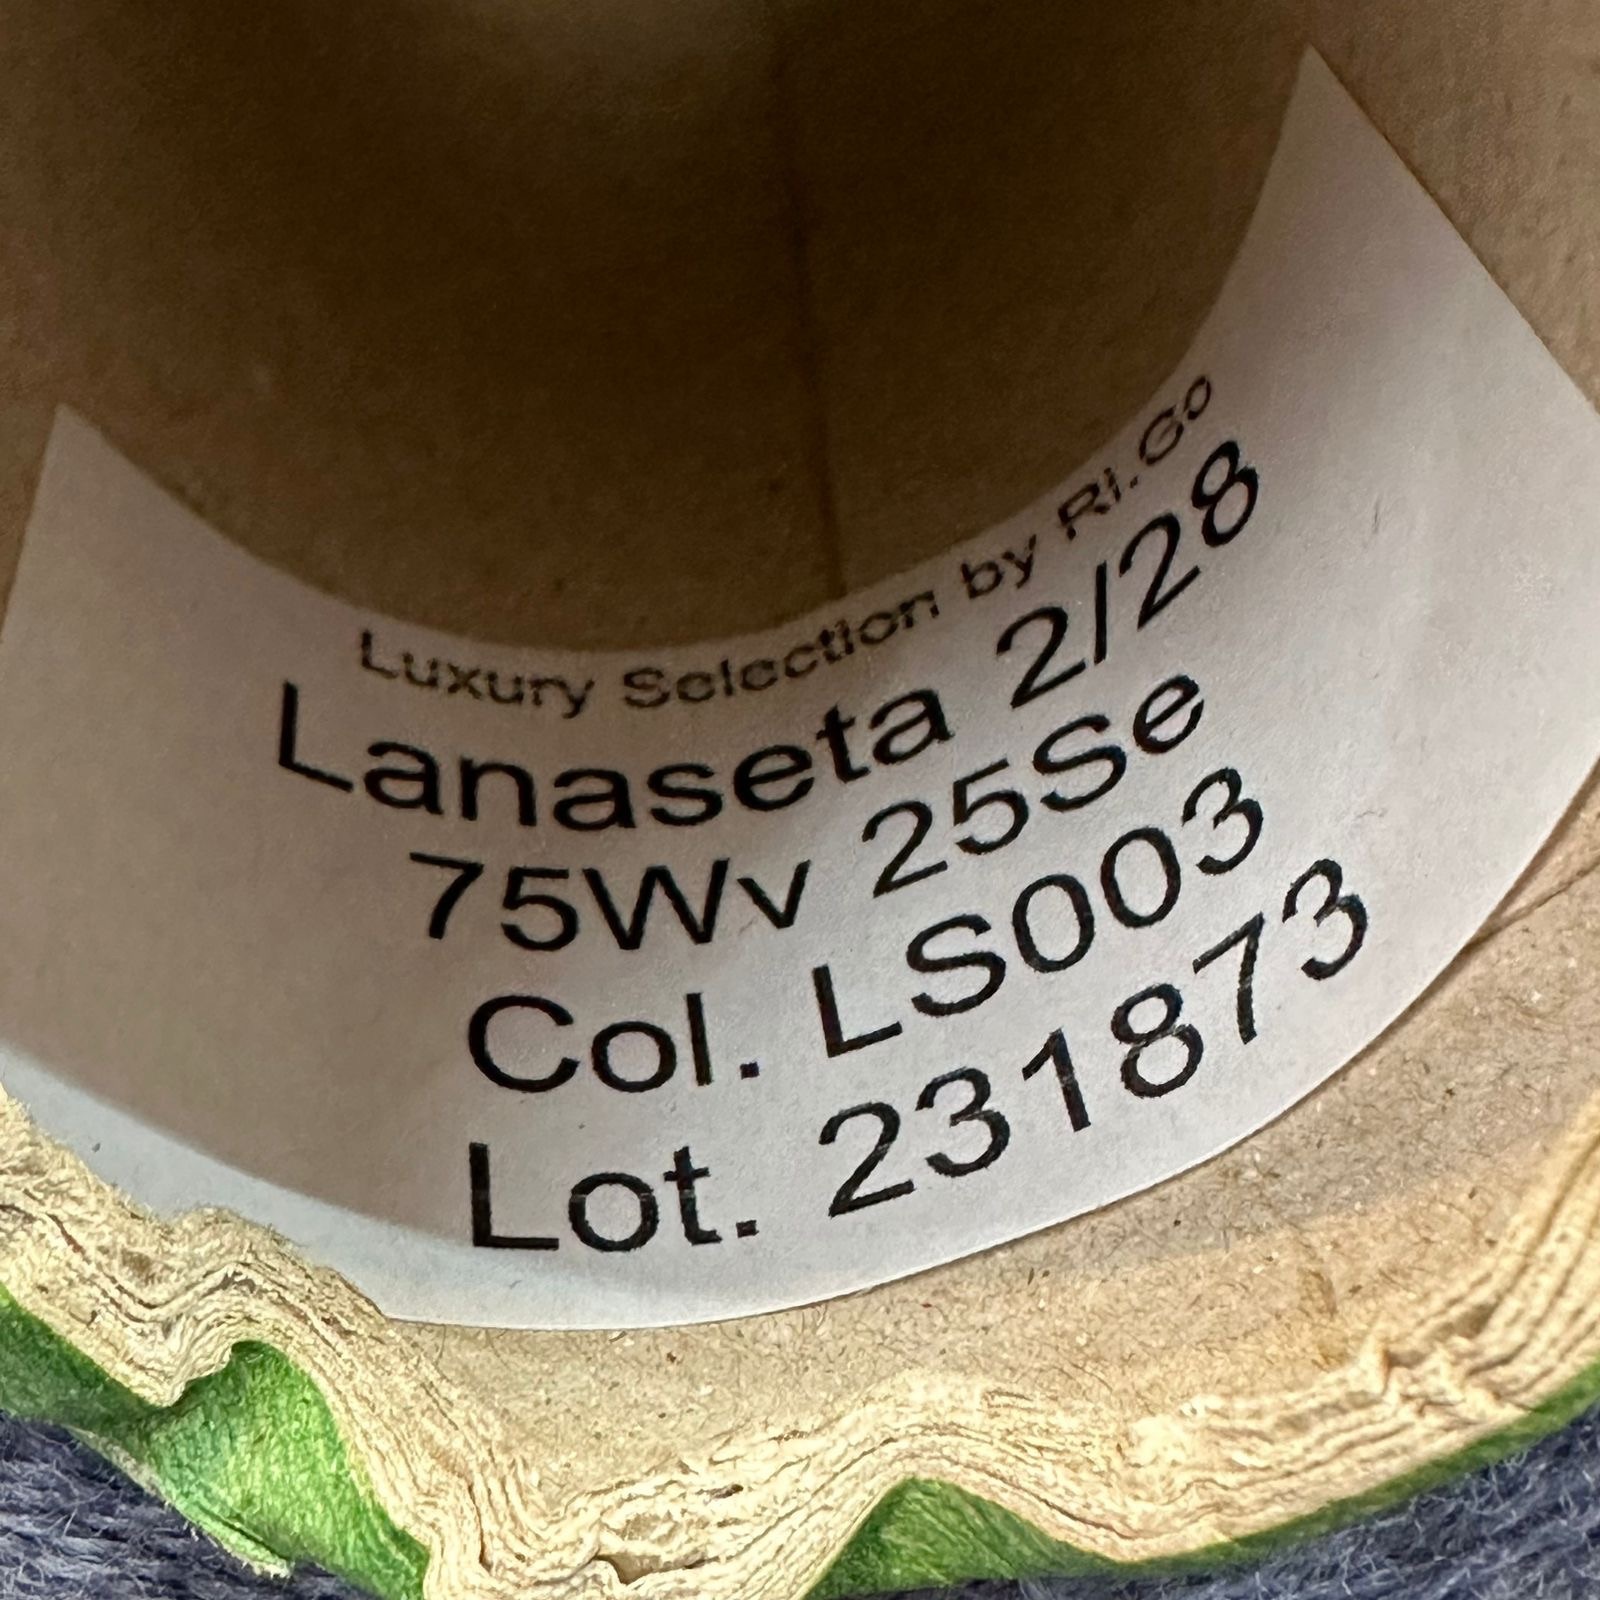 Luxury Selection by Ri.Go
Lanaseta 2/28
75Wv 25Se
Col. LS003
Lot. 231873